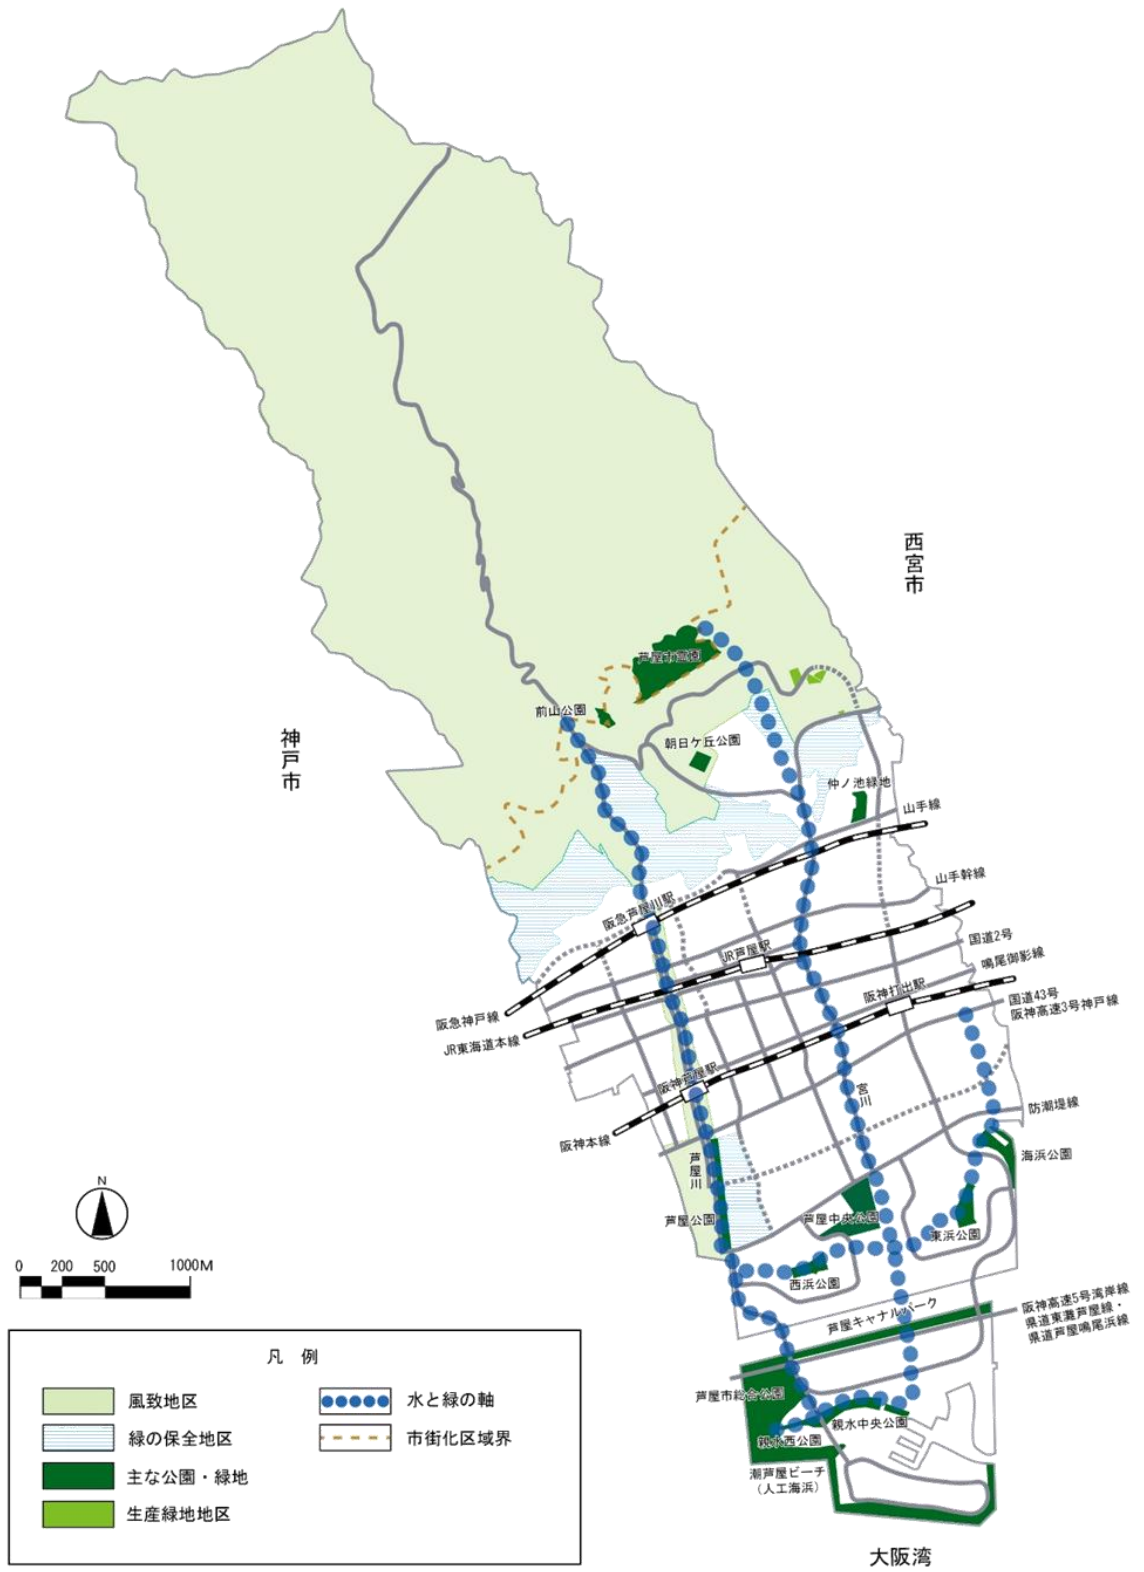 西宮市
神戸市
芦屋市霊園
前山公園
朝日ケ丘公園
仲ノ池緑地
山手線
山手幹線
阪急芦屋川駅
JR芦屋駅
国道2号
鳴尾御影線
阪神打出駅
国道43号
阪神高速3号神戸線
阪急神戸線
JR東海道本線
阪神芦屋駅
宮川
防潮堤線
阪神本線
海浜公園
芦屋川
芦屋公園
芦屋中央公園
東浜公園
西浜公園
芦屋キャナルパーク
阪神高速5号湾岸線
県道東灘芦屋線・
県道芦屋鳴尾浜線
芦屋市総合公園
親水中央公園
親水西公園
潮芦屋ビーチ
（人工海浜）
大阪湾
N
0 200 500 1000M
凡 例
風致地区
緑の保全地区
主な公園・緑地
生産緑地地区
水と緑の軸
市街化区域界